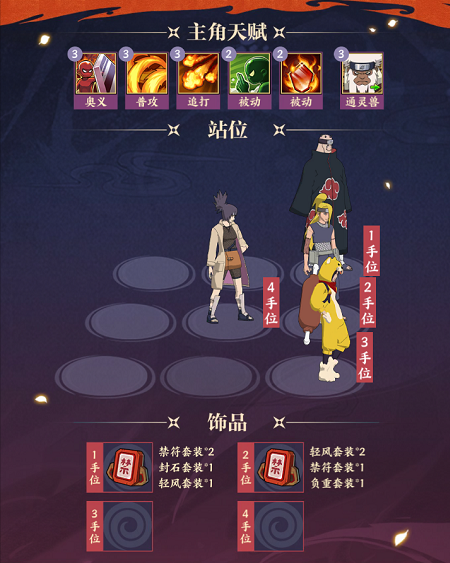 主角天赋
3 3 3 2 2 3
奥义 普攻 追打 被动 被动 通灵兽
站位
1手位
4手位
2手位
3手位
饰品
1手位
禁
禁符套装*2
封石套装*1
轻风套装*1
2手位
禁
轻风套装*2
禁符套装*1
负重套装*1
3手位
4手位